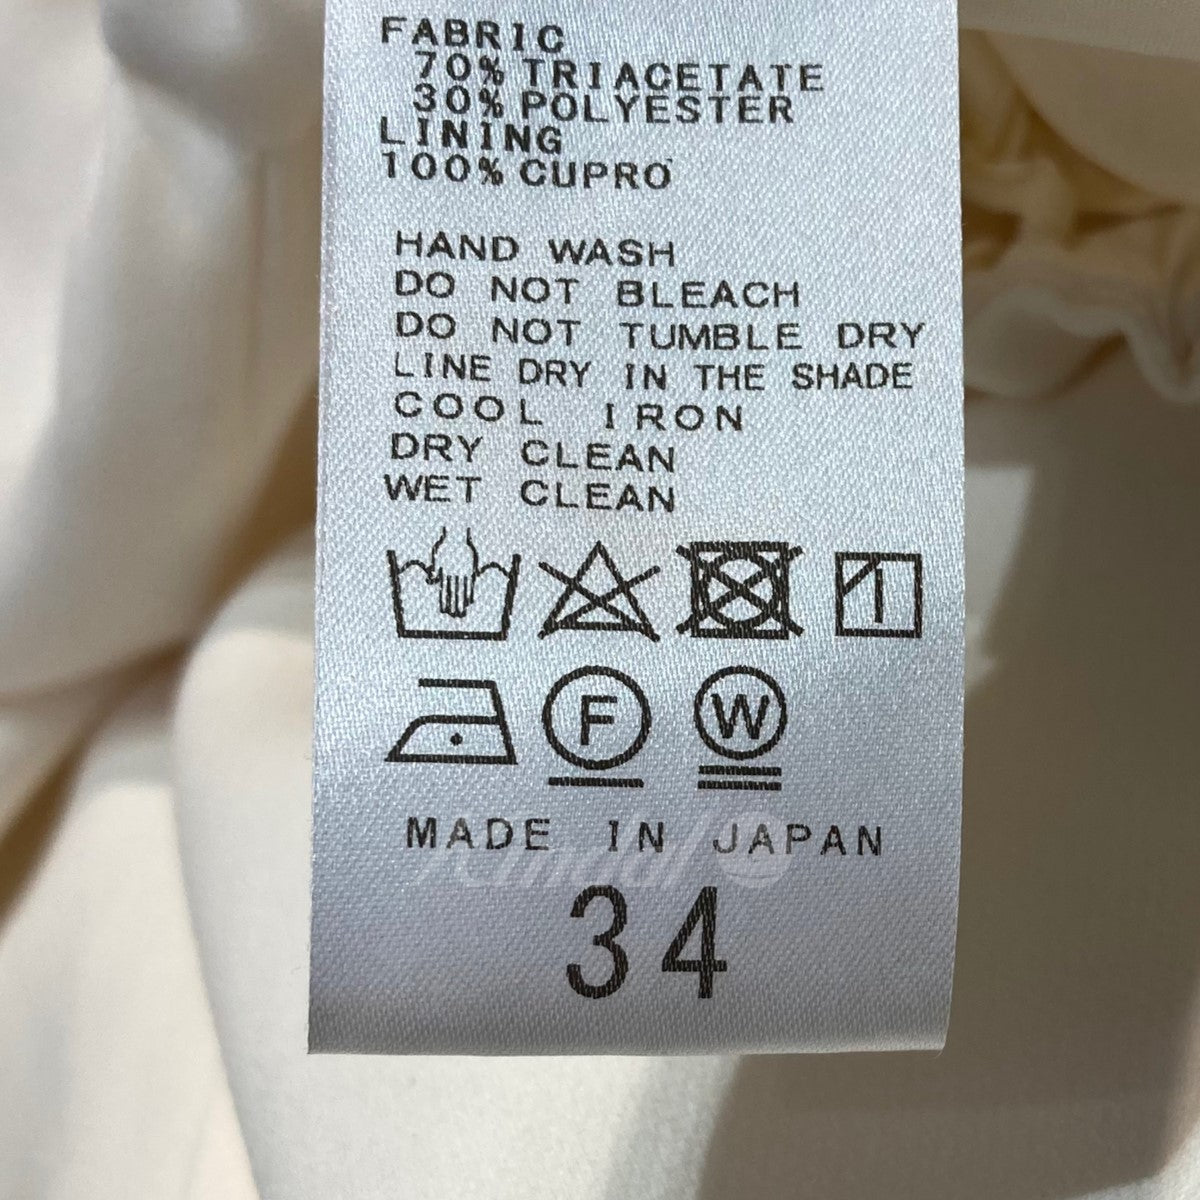 FABRIC
70% TRIACETATE
30% POLYESTER
LINING
100% CUPRO
HAND WASH
DO NOT BLEACH
DO NOT TUMBLE DRY
LINE DRY IN THE SHADE
COOL IRON
DRY CLEAN
WET CLEAN
F W
MADE IN JAPAN
34